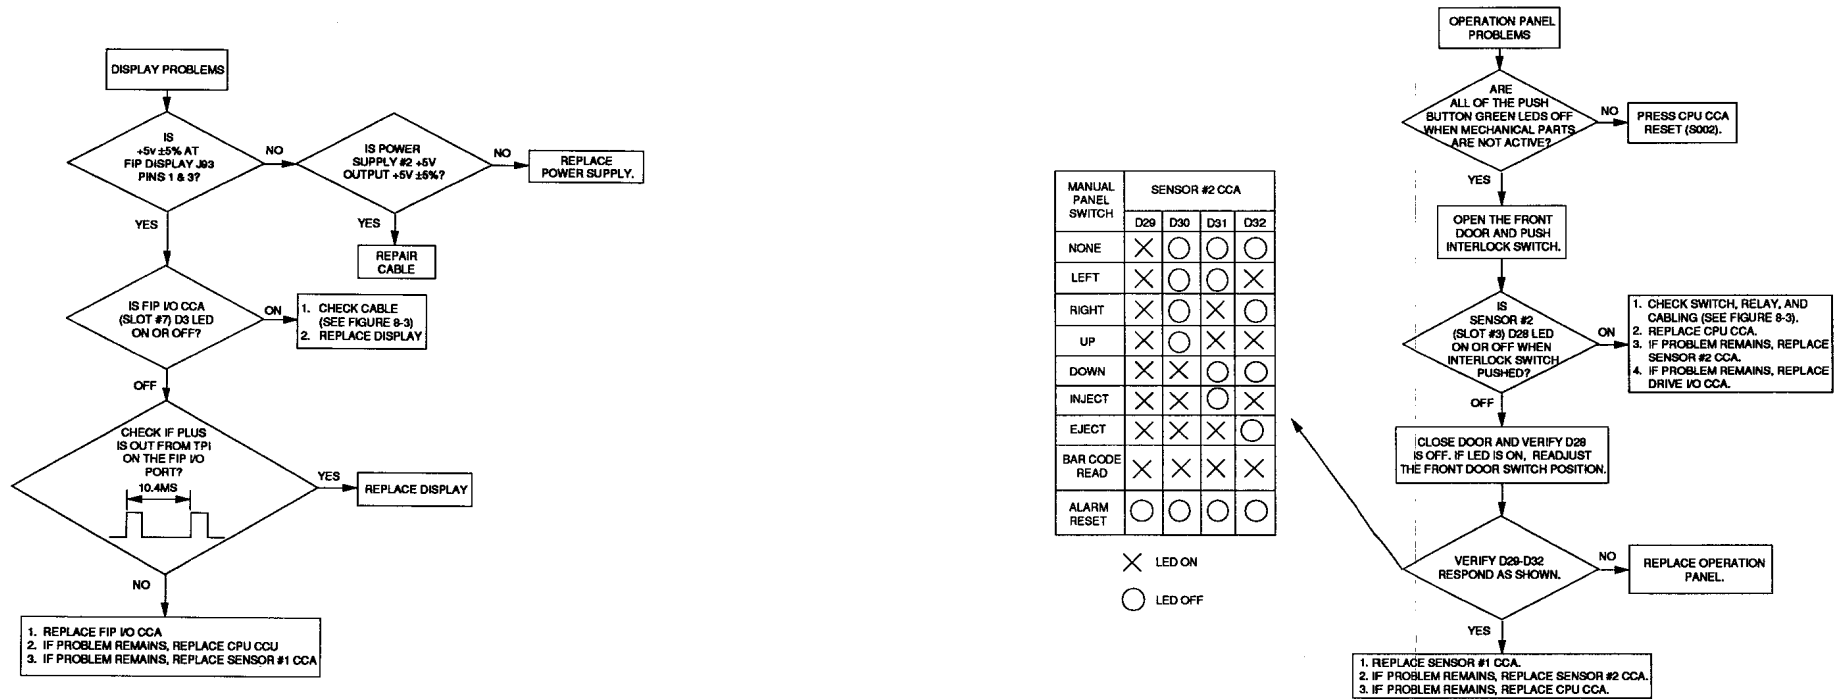 DISPLAY PROBLEMS
IS
+5v ±5% AT
FIP DISPLAY J93
PINS 1 & 3?
NO
IS POWER
SUPPLY #2 +5V
OUTPUT +5V ±5%?
NO
REPLACE
POWER SUPPLY.
YES
REPAIR
CABLE
YES
IS FIP I/O CCA
(SLOT #7) D3 LED
ON OR OFF?
ON
1. CHECK CABLE
(SEE FIGURE 8-3)
2. REPLACE DISPLAY
OFF
CHECK IF PLUS
IS OUT FROM TPI
ON THE FIP I/O
PORT?
10.4MS
YES
REPLACE DISPLAY
NO
1. REPLACE FIP I/O CCA
2. IF PROBLEM REMAINS, REPLACE CPU CCU
3. IF PROBLEM REMAINS, REPLACE SENSOR #1 CCA
MANUAL
PANEL
SWITCH
SENSOR #2 CCA
D29 D30 D31 D32
NONE X O O O
LEFT X O O X
RIGHT X O X O
UP X O X X
DOWN X X O O
INJECT X X O X
EJECT X X X O
BAR CODE
READ X X X X
ALARM
RESET O O O O
X LED ON
O LED OFF
OPERATION PANEL
PROBLEMS
ARE
ALL OF THE PUSH
BUTTON GREEN LEDS OFF
WHEN MECHANICAL PARTS
ARE NOT ACTIVE?
NO
PRESS CPU CCA
RESET (S002).
YES
OPEN THE FRONT
DOOR AND PUSH
INTERLOCK SWITCH.
IS
SENSOR #2
(SLOT #3) D28 LED
ON OR OFF WHEN
INTERLOCK SWITCH
PUSHED?
ON
1. CHECK SWITCH, RELAY, AND
CABLING (SEE FIGURE 8-3).
2. REPLACE CPU CCA.
3. IF PROBLEM REMAINS, REPLACE
SENSOR #2 CCA.
4. IF PROBLEM REMAINS, REPLACE
DRIVE I/O CCA.
OFF
CLOSE DOOR AND VERIFY D28
IS OFF. IF LED IS ON, READJUST
THE FRONT DOOR SWITCH POSITION.
VERIFY D29-D32
RESPOND AS SHOWN.
NO
REPLACE OPERATION
PANEL.
YES
1. REPLACE SENSOR #1 CCA.
2. IF PROBLEM REMAINS, REPLACE SENSOR #2 CCA.
3. IF PROBLEM REMAINS, REPLACE CPU CCA.